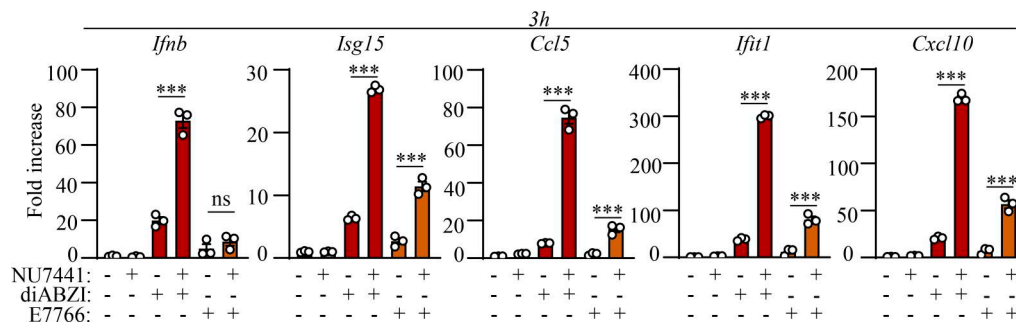 3h
Ifnb Isg15 Ccl5 Ifit1 Cxcl10
Fold increase
100 80 60 40 20 0
30 20 10 0
100 80 60 40 20 0
400 300 200 100 0
200 150 100 50 0
*** ns
*** ***
*** ***
*** ***
*** ***
NU7441: - + - + - + - + - + - + - + - + - + - + - + - + - + - + - +
diABZI: - - + + - - - - + + - - - - + + - - - - + + - - - - + + - -
E7766: - - - - + + - - - - + + - - - - + + - - - - + + - - - - + +